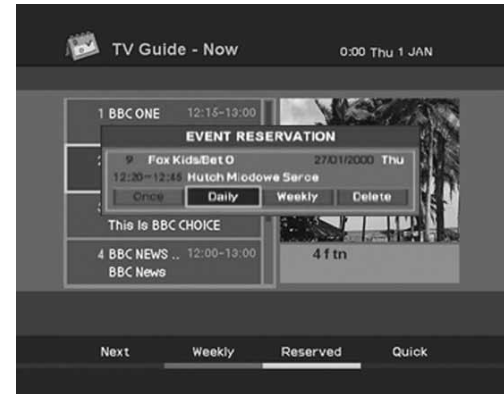 TV Guide - Now
0:00 Thu 1 JAN
1 BBC ONE 12:15-13:00
EVENT RESERVATION
9 Fox Kids/Bet O 27/01/2000 Thu
12:20-12:45 Hutch Miodowe Serce
Once Daily Weekly Delete
This Is BBC CHOICE
4 BBC NEWS .. 12:00-13:00
BBC News
4 f tn
Next Weekly Reserved Quick